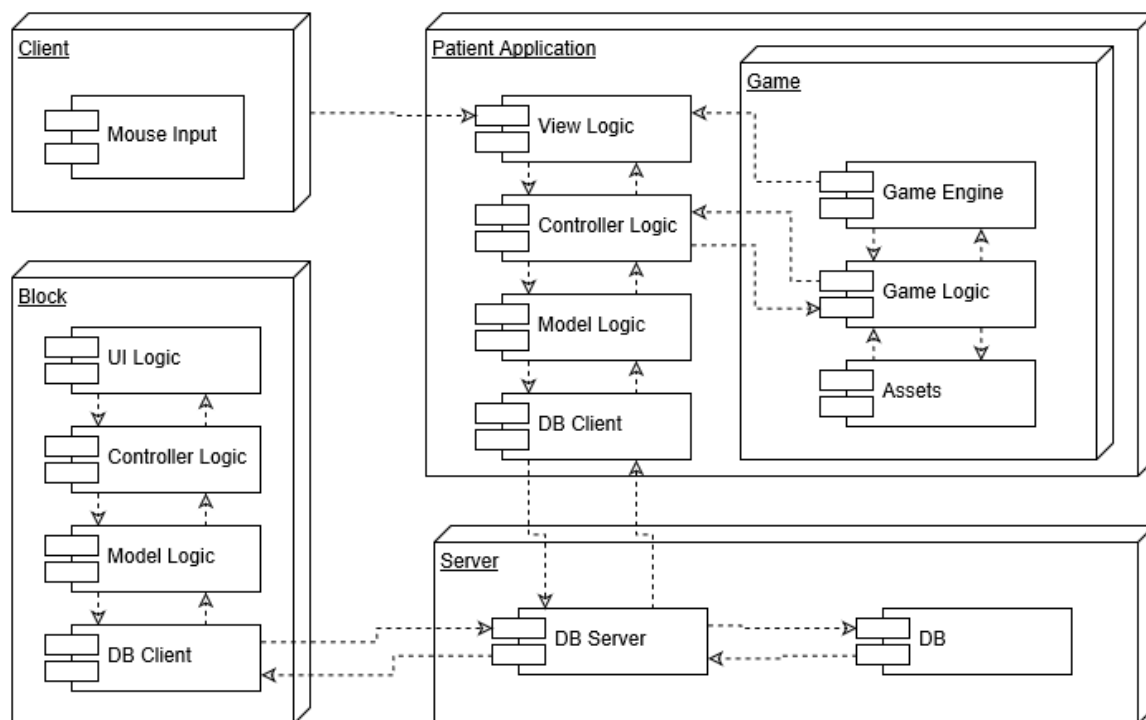 Client
Mouse Input
Patient Application
View Logic
Controller Logic
Model Logic
DB Client
Game
Game Engine
Game Logic
Assets
Block
UI Logic
Controller Logic
Model Logic
DB Client
Server
DB Server
DB